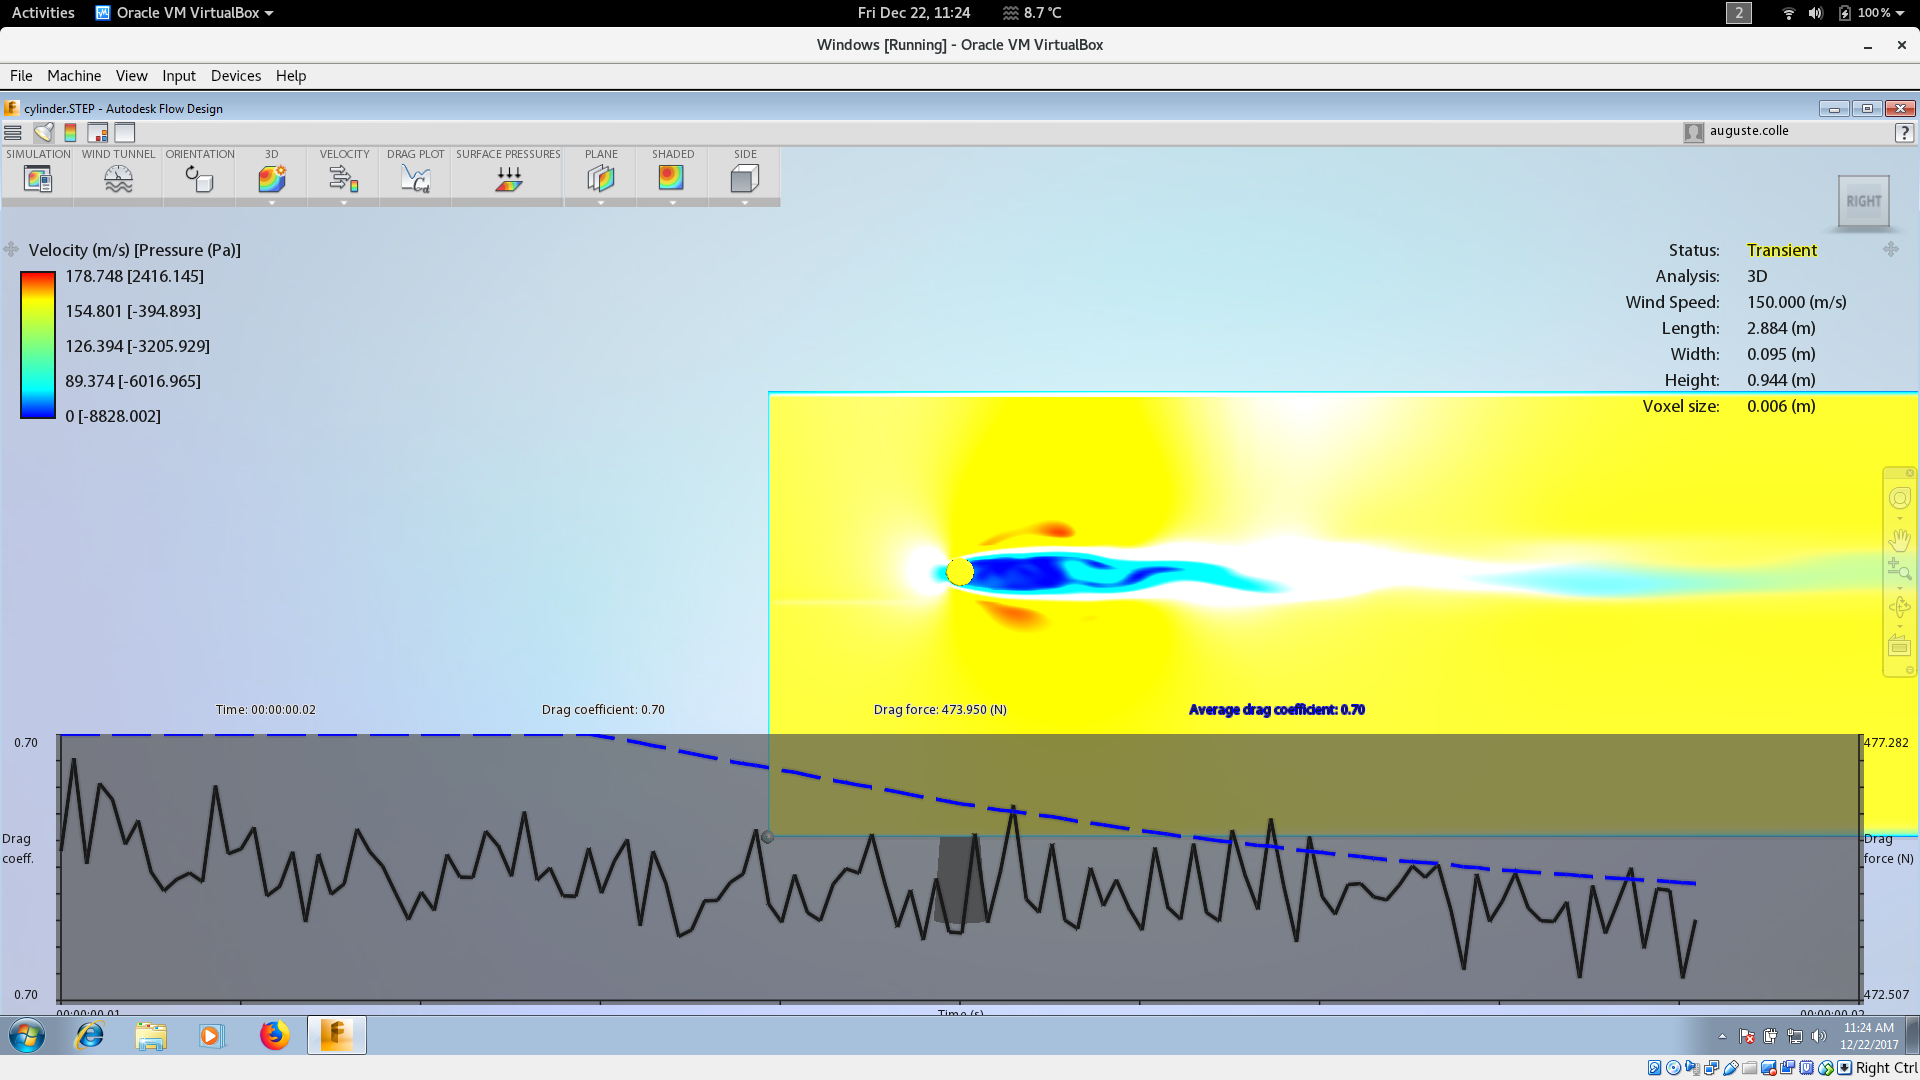 Activities Oracle VM VirtualBox Fri Dec 22, 11:24 8.7 °C 2 100 %
Windows [Running] - Oracle VM VirtualBox
File Machine View Input Devices Help
cylinder.STEP - Autodesk Flow Design
auguste.colle ?
SIMULATION WIND TUNNEL ORIENTATION 3D VELOCITY DRAG PLOT SURFACE PRESSURES PLANE SHADED SIDE
RIGHT
Velocity (m/s) [Pressure (Pa)]
178.748 [2416.145]
154.801 [-394.893]
126.394 [-3205.929]
89.374 [-6016.965]
0 [-8828.002]
Status: Transient
Analysis: 3D
Wind Speed: 150.000 (m/s)
Length: 2.884 (m)
Width: 0.095 (m)
Height: 0.944 (m)
Voxel size: 0.006 (m)
Time: 00:00:00.02 Drag coefficient: 0.70 Drag force: 473.950 (N) Average drag coefficient: 0.70
0.70 477.282
Drag Drag
coeff. force (N)
0.70 472.507
00:00:00.01 Time (s) 00:00:00.02
11:24 AM
12/22/2017
Right Ctrl